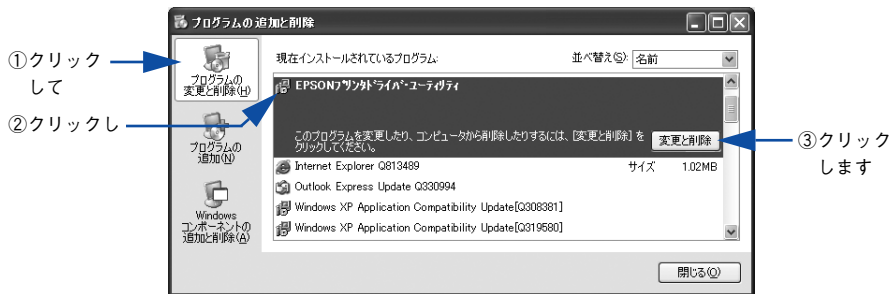 プログラムの追加と削除
①クリック
して
②クリックし
プログラムの
変更と削除(H)
プログラムの
追加(N)
Windows
コンポーネントの
追加と削除(A)
現在インストールされているプログラム:
並べ替え(S): 名前
EPSONプリンタドライバ・ユーティリティ
このプログラムを変更したり、コンピュータから削除したりするには、[変更と削除] を
クリックしてください。
変更と削除
③クリック
します
Internet Explorer Q813489 サイズ 1.02MB
Outlook Express Update Q330994
Windows XP Application Compatibility Update[Q308381]
Windows XP Application Compatibility Update[Q319580]
閉じる(O)